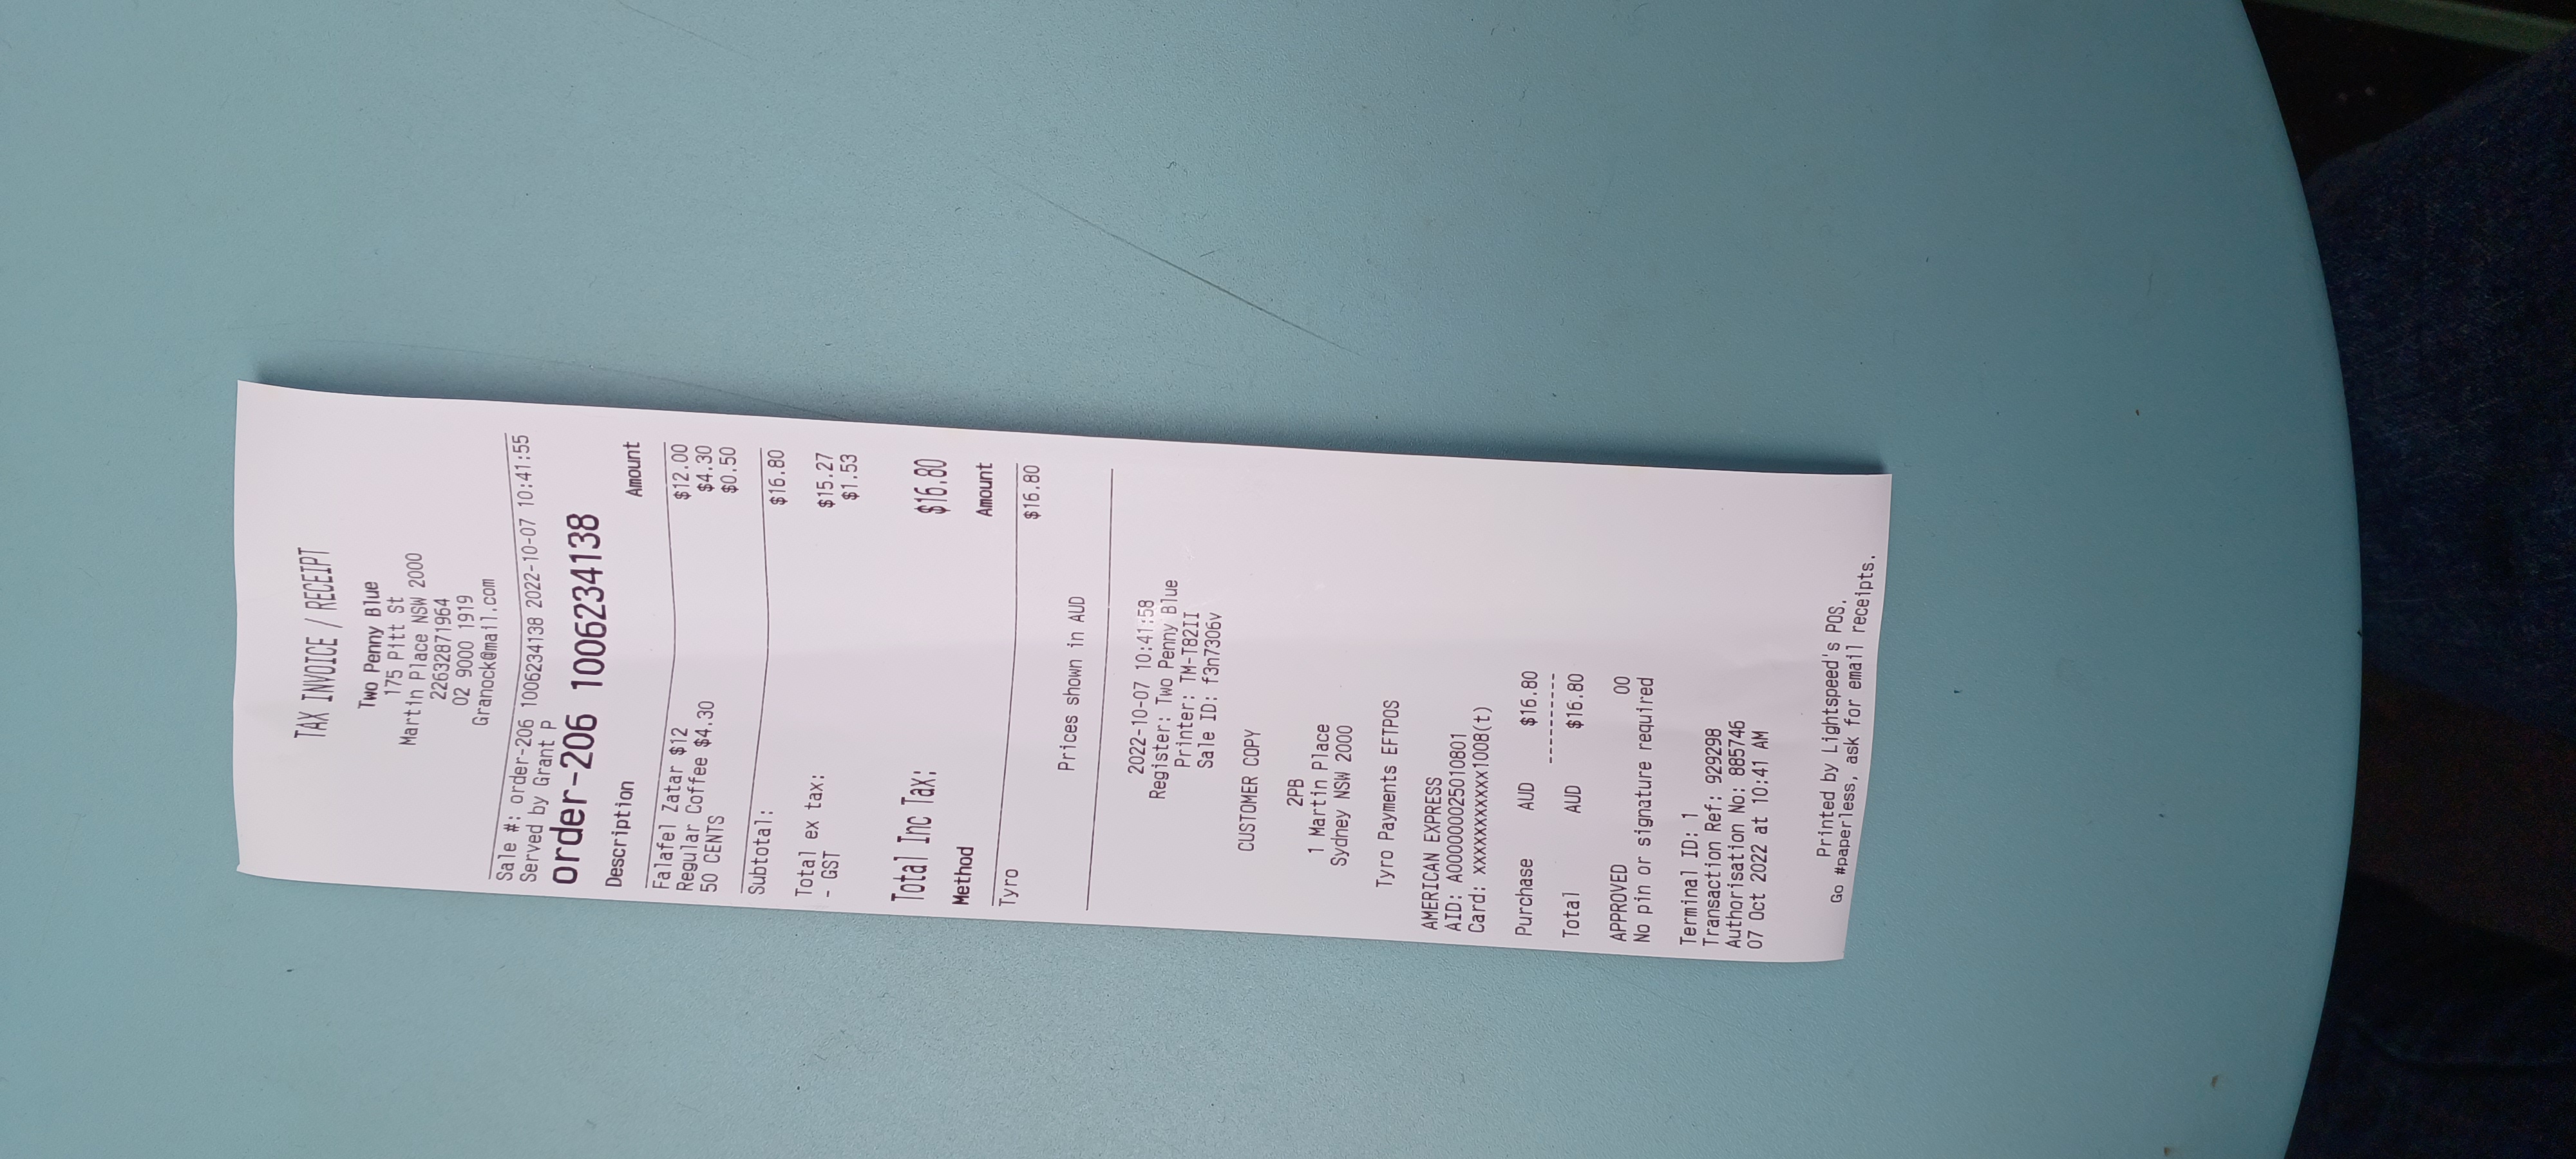 TAX INVOICE / RECEIPT
Two Penny Blue
175 Pitt St
Martin Place NSW 2000
22632871964
02 9000 1919
Granock@mail.com
Sale #: order-206 1006234138 2022-10-07 10:41:55
Served by Grant P
order-206 1006234138
Description Amount
Falafel Zatar $12 $12.00
Regular Coffee $4.30 $4.30
50 CENTS $0.50
Subtotal: $16.80
Total ex tax: $15.27
- GST $1.53
Total Inc Tax: $16.80
Method Amount
Tyro $16.80
Prices shown in AUD
2022-10-07 10:41:58
Register: Two Penny Blue
Printer: TM-T82II
Sale ID: f3n7306v
CUSTOMER COPY
2PB
1 Martin Place
Sydney NSW 2000
Tyro Payments EFTPOS
AMERICAN EXPRESS
AID: A00000002501080​1
Card: xxxxxxxxxxx1008(t)
Purchase AUD $16.80
----------
Total AUD $16.80
APPROVED 00
No pin or signature required
Terminal ID: 1
Transaction Ref: 929298
Authorisation No: 885746
07 Oct 2022 at 10:41 AM
Printed by Lightspeed's POS.
Go #paperless, ask for email receipts.